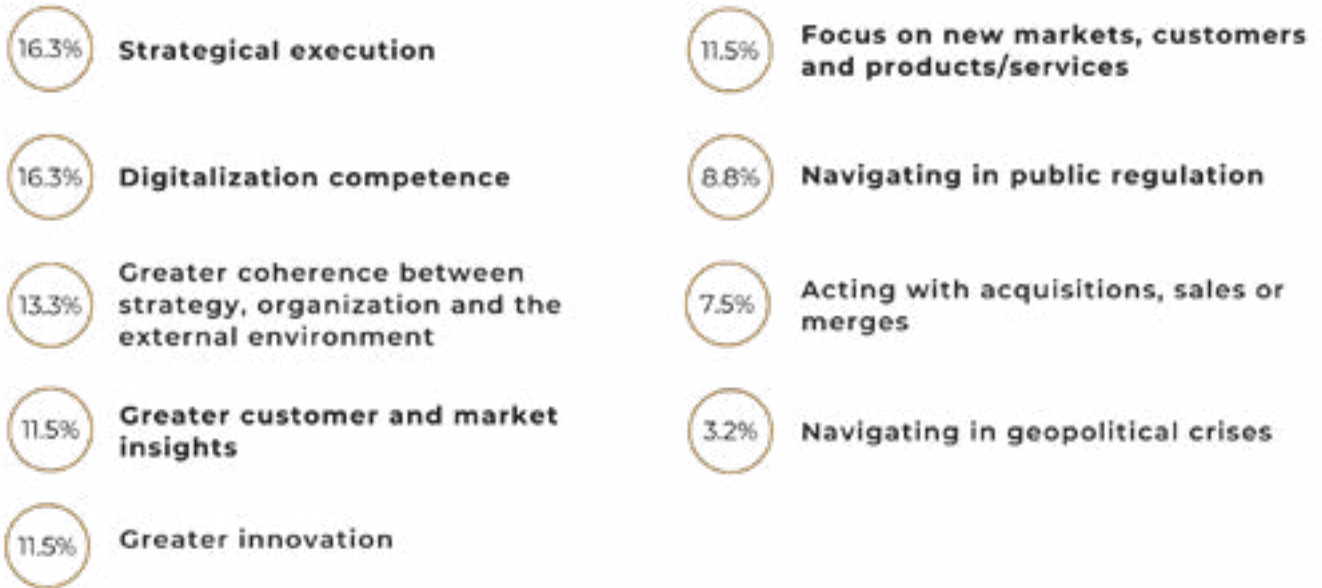 16.3%
Strategical execution
16.3%
Digitalization competence
13.3%
Greater coherence between
strategy, organization and the
external environment
11.5%
Greater customer and market
insights
11.5%
Greater innovation
11.5%
Focus on new markets, customers
and products/services
8.8%
Navigating in public regulation
7.5%
Acting with acquisitions, sales or
merges
3.2%
Navigating in geopolitical crises